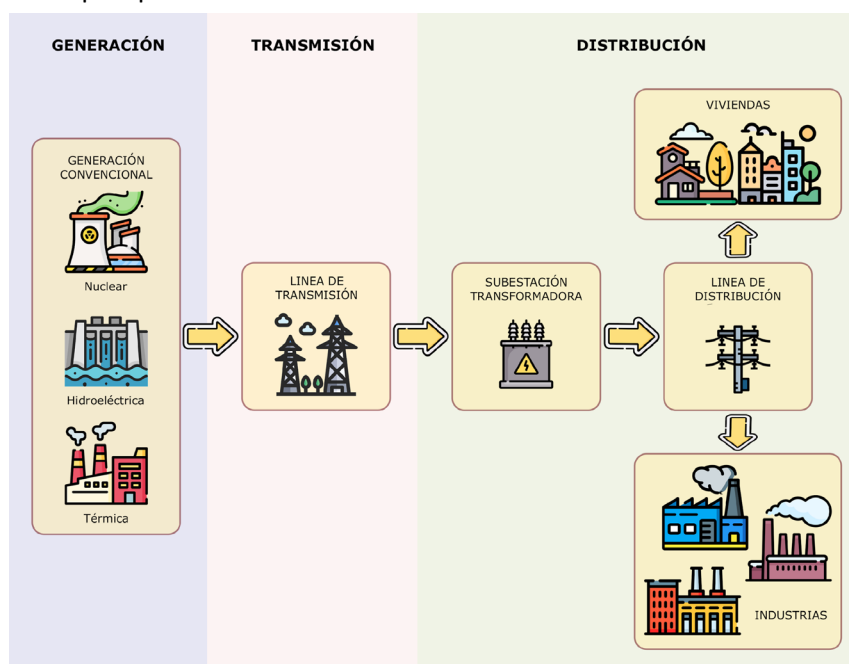 GENERACIÓN
TRANSMISIÓN
DISTRIBUCIÓN
GENERACIÓN
CONVENCIONAL
Nuclear
Hidroeléctrica
Térmica
LINEA DE
TRANSMISIÓN
SUBESTACIÓN
TRANSFORMADORA
LINEA DE
DISTRIBUCIÓN
VIVIENDAS
INDUSTRIAS